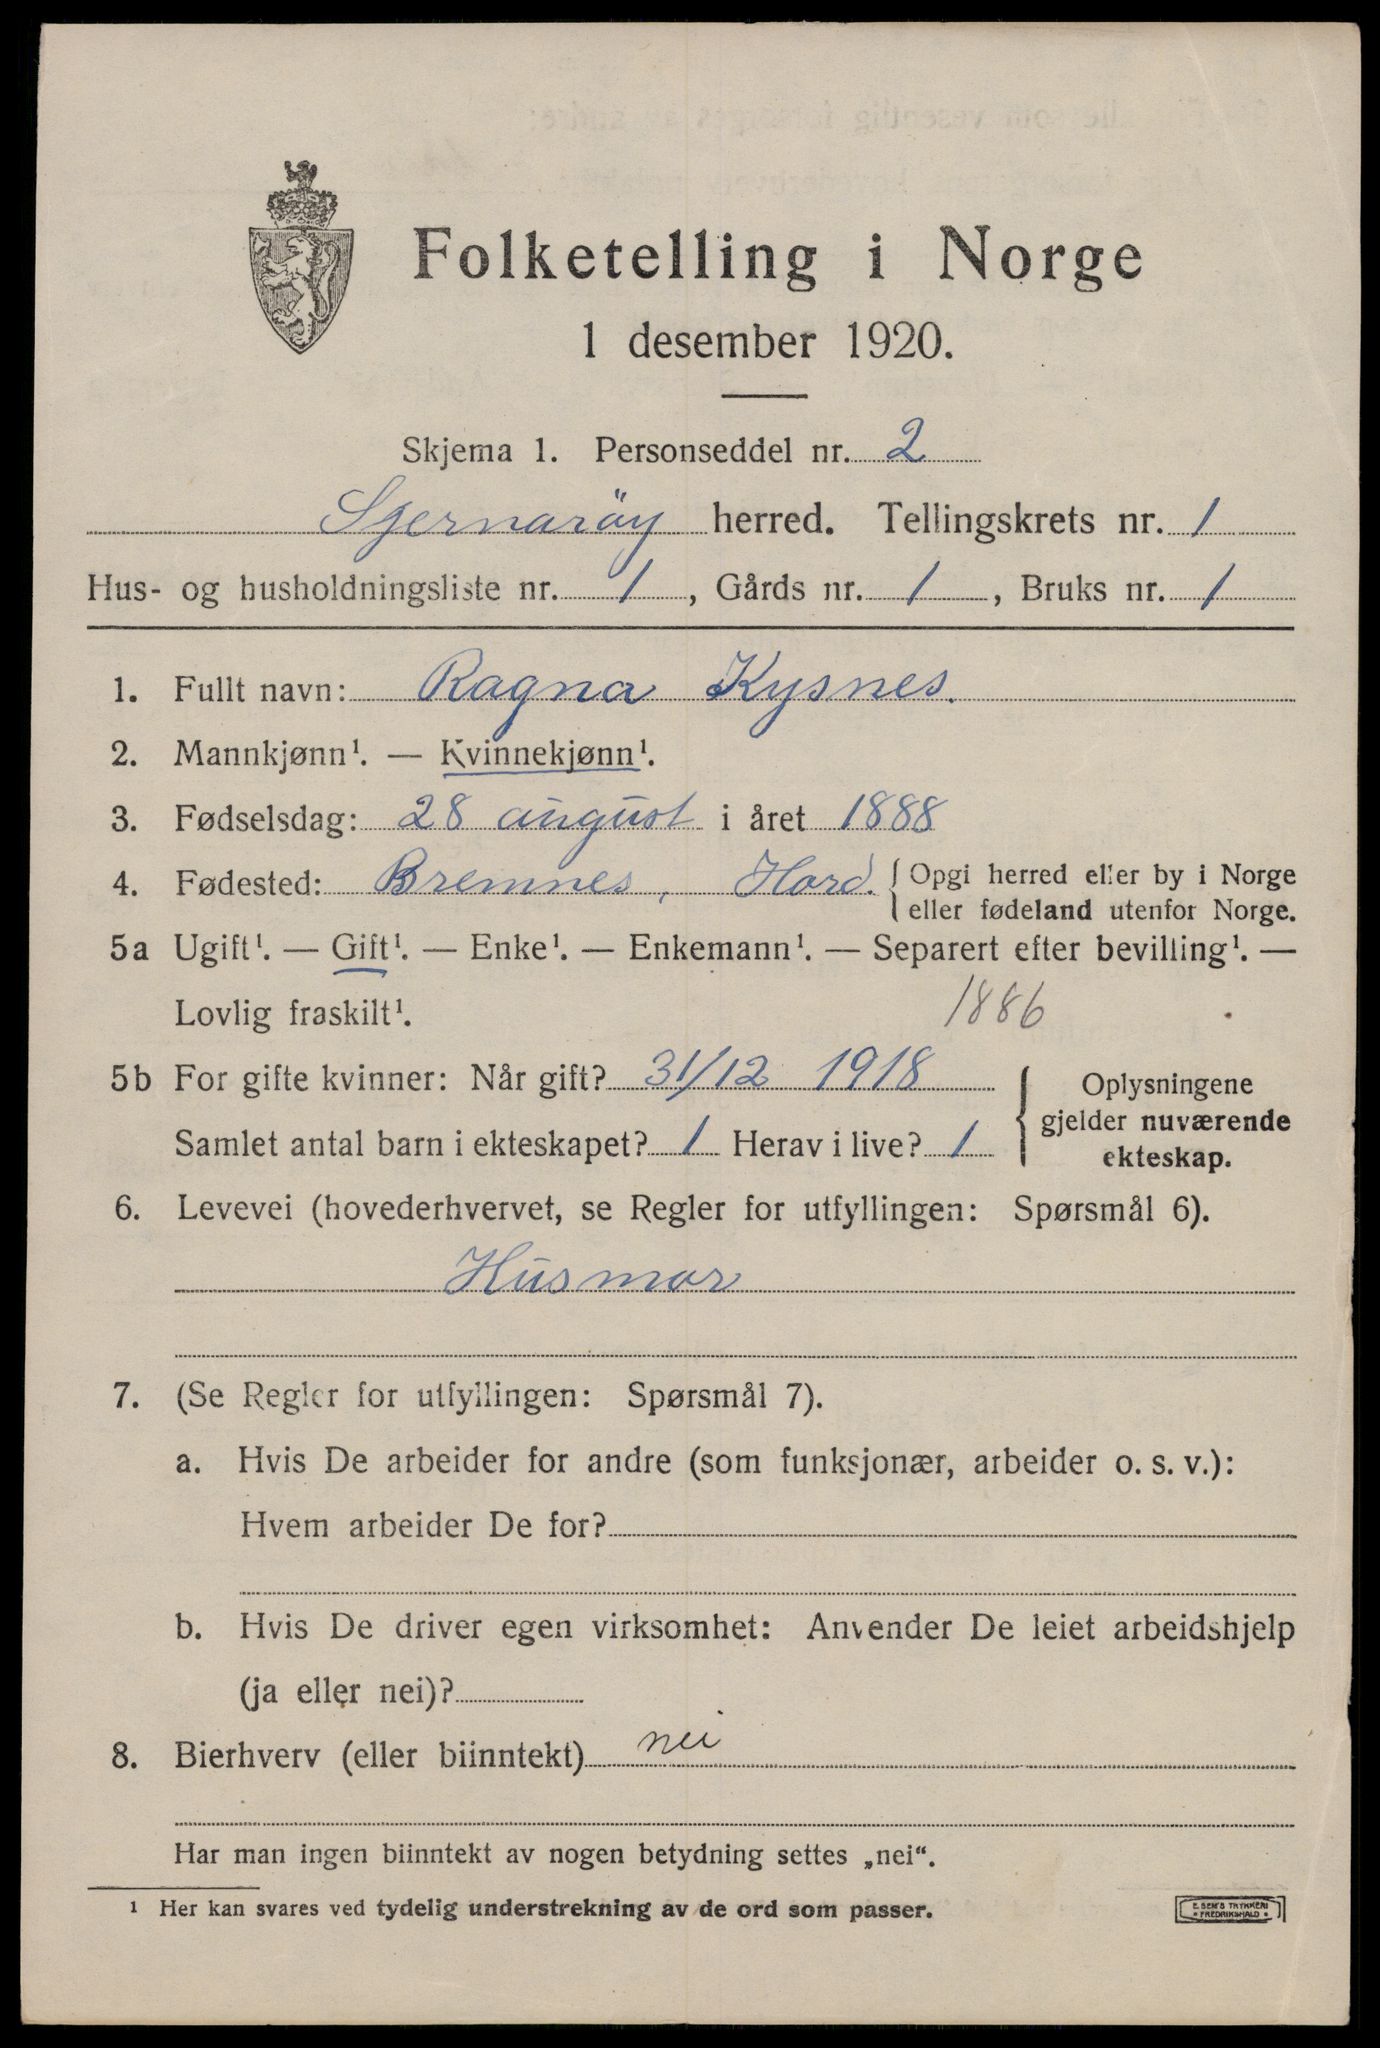 Folketelling i Norge
1 desember 1920.
Skjema 1. Personseddel nr. 2
Sjernaröy herred. Tellingskrets nr. 1
Hus- og husholdningsliste nr. 1, Gårds nr. 1, Bruks nr. 1
1. Fullt navn: Ragna Kysnes.
2. Mannkjønn¹. — Kvinnekjønn¹.
3. Fødselsdag: 28 august i året 1888
4. Fødested: Bremnes, Hord. { Opgi herred eller by i Norge
eller fødeland utenfor Norge.
5a Ugift¹. — Gift¹. — Enke¹. — Enkemann¹. — Separert efter bevilling¹. —
Lovlig fraskilt¹. 1886
5b For gifte kvinner: Når gift? 31/12 1918
Samlet antal barn i ekteskapet? 1 Herav i live? 1
{ Oplysningene
gjelder nuværende
ekteskap.
6. Levevei (hovederhvervet, se Regler for utfyllingen: Spørsmål 6).
Husmor
7. (Se Regler for utfyllingen: Spørsmål 7).
a. Hvis De arbeider for andre (som funksjonær, arbeider o. s. v.):
Hvem arbeider De for?
b. Hvis De driver egen virksomhet: Anvender De leiet arbeidshjelp
(ja eller nei)?
8. Bierhverv (eller biinntekt) nei
Har man ingen biinntekt av nogen betydning settes „nei“.
¹ Her kan svares ved tydelig understrekning av de ord som passer.
E. SEM'S TRYKKERI
* FREDRIKSHALD *